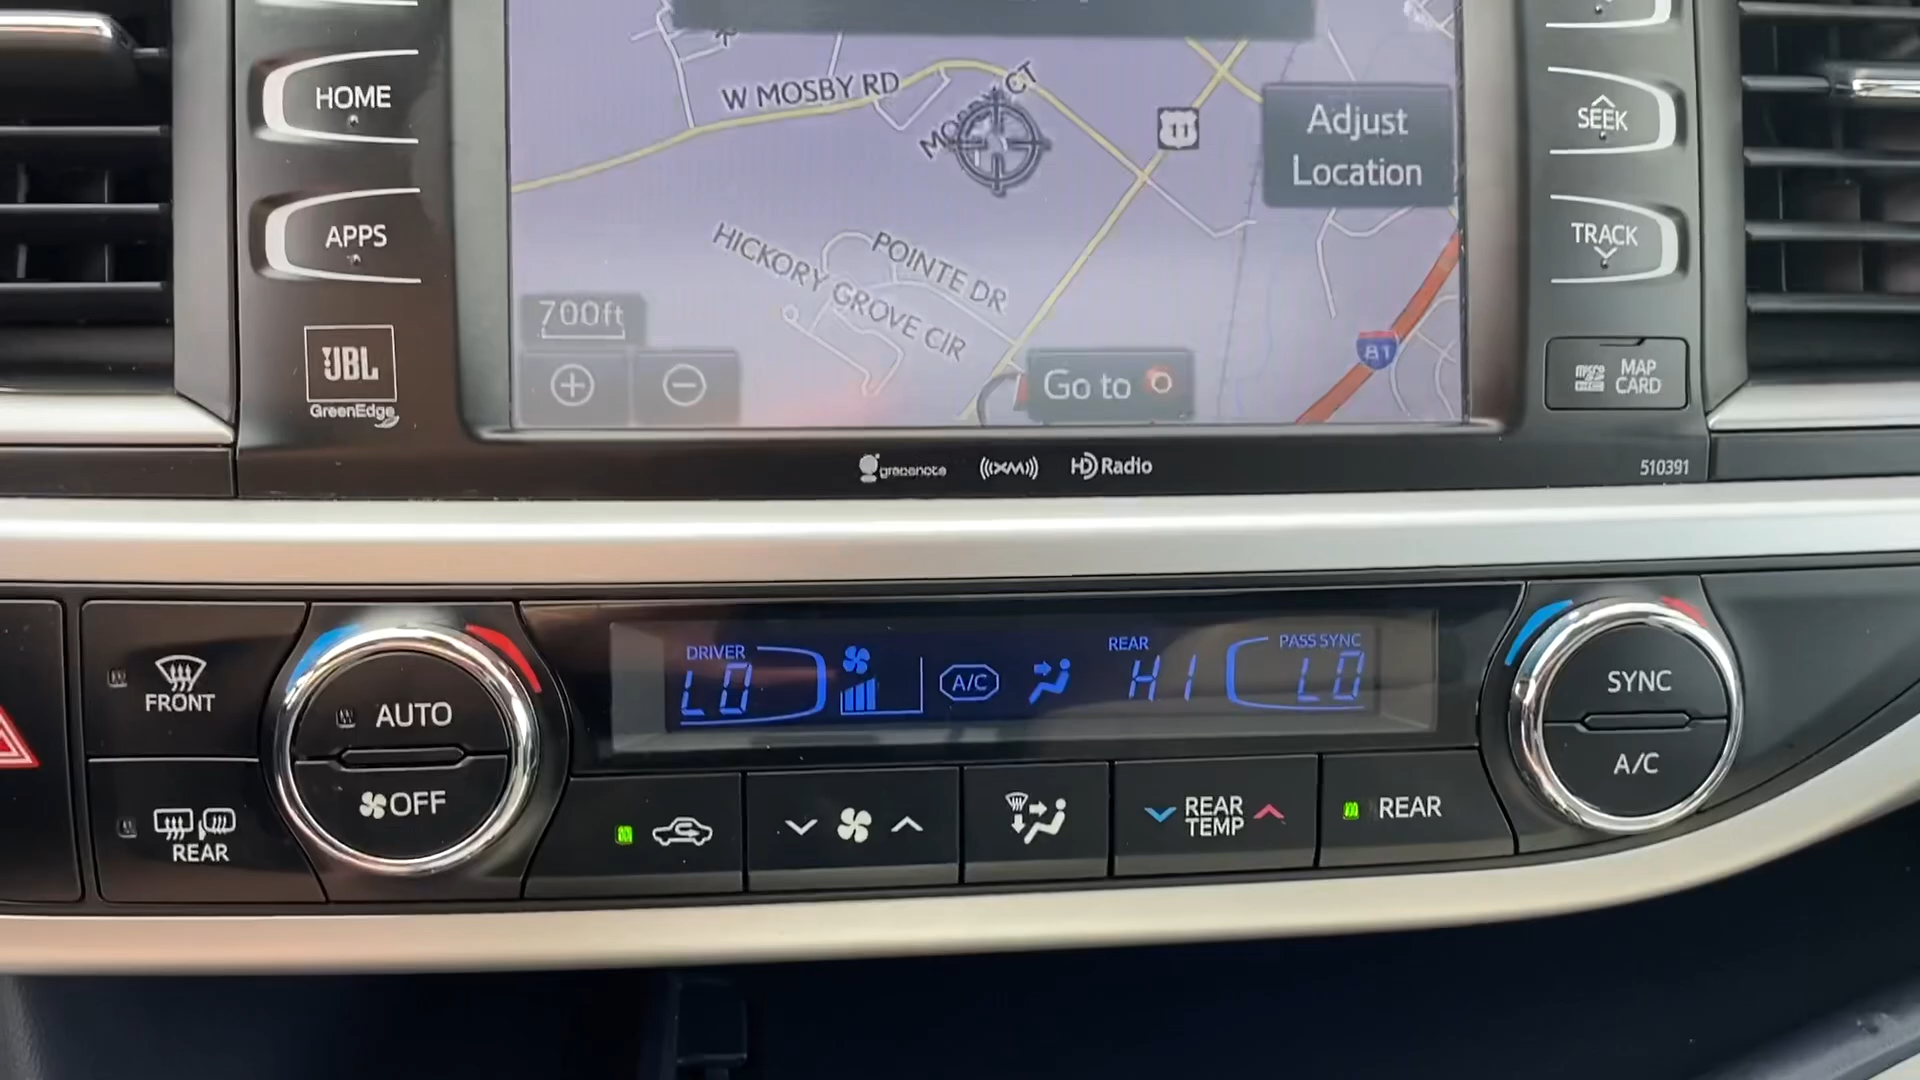 HOME
APPS
JBL
GreenEdge
W MOSBY RD
CT
11
Adjust
Location
HICKORY GROVE CIR
POINTE DR
700ft
Go to
81
SEEK
TRACK
MAP
CARD
gracenote
((XM))
HD Radio
510391
FRONT
REAR
AUTO
OFF
DRIVER
LO
A/C
REAR
HI
PASS SYNC
LO
REAR
TEMP
REAR
SYNC
A/C